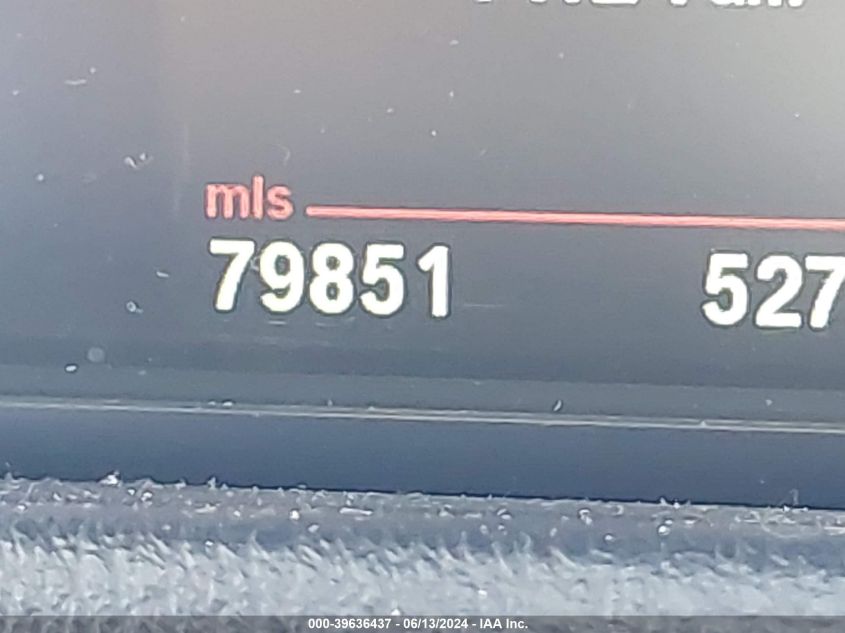 mls
79851 527
000-39636437 - 06/13/2024 - IAA Inc.